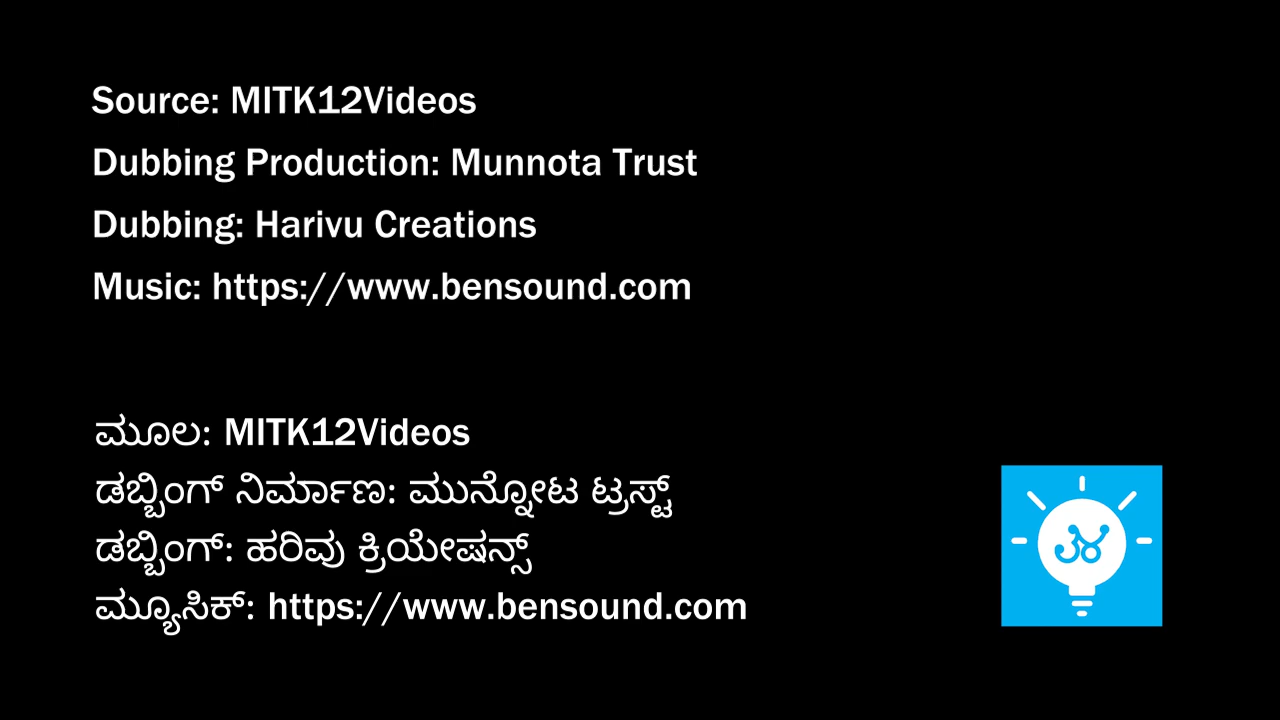 Source: MITK12Videos
Dubbing Production: Munnota Trust
Dubbing: Harivu Creations
Music: https://www.bensound.com
ಮೂಲ: MITK12Videos
ಡಬ್ಬಿಂಗ್ ನಿರ್ಮಾಣ: ಮುನ್ನೋಟ ಟ್ರಸ್ಟ್
ಡಬ್ಬಿಂಗ್: ಹರಿವು ಕ್ರಿಯೇಷನ್ಸ್
ಮ್ಯೂಸಿಕ್: https://www.bensound.com